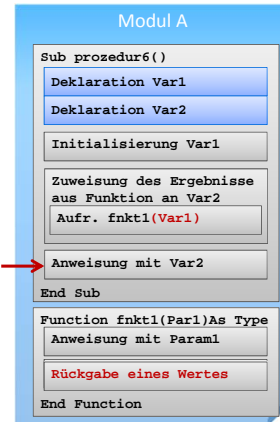 Modul A
Sub prozedur6()
Deklaration Var1
Deklaration Var2
Initialisierung Var1
Zuweisung des Ergebnisse
aus Funktion an Var2
Aufr. fnkt1(Var1)
Anweisung mit Var2
End Sub
Function fnkt1(Par1)As Type
Anweisung mit Param1
Rückgabe eines Wertes
End Function